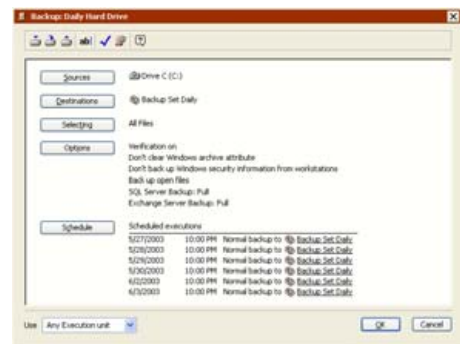 Backup: Daily Hard Drive
Sources
Drive C (C:)
Destinations
Backup Set Daily
Selecting
All Files
Options
Verification on
Don't clear Windows archive attribute
Don't back up Windows security information from workstations
Back up open files
SQL Server Backup: Full
Exchange Server Backup: Full
Schedule
Scheduled executions
5/27/2003 10:00 PM Normal backup to Backup Set Daily
5/28/2003 10:00 PM Normal backup to Backup Set Daily
5/29/2003 10:00 PM Normal backup to Backup Set Daily
5/30/2003 10:00 PM Normal backup to Backup Set Daily
6/2/2003 10:00 PM Normal backup to Backup Set Daily
6/3/2003 10:00 PM Normal backup to Backup Set Daily
Use Any Execution unit
OK Cancel